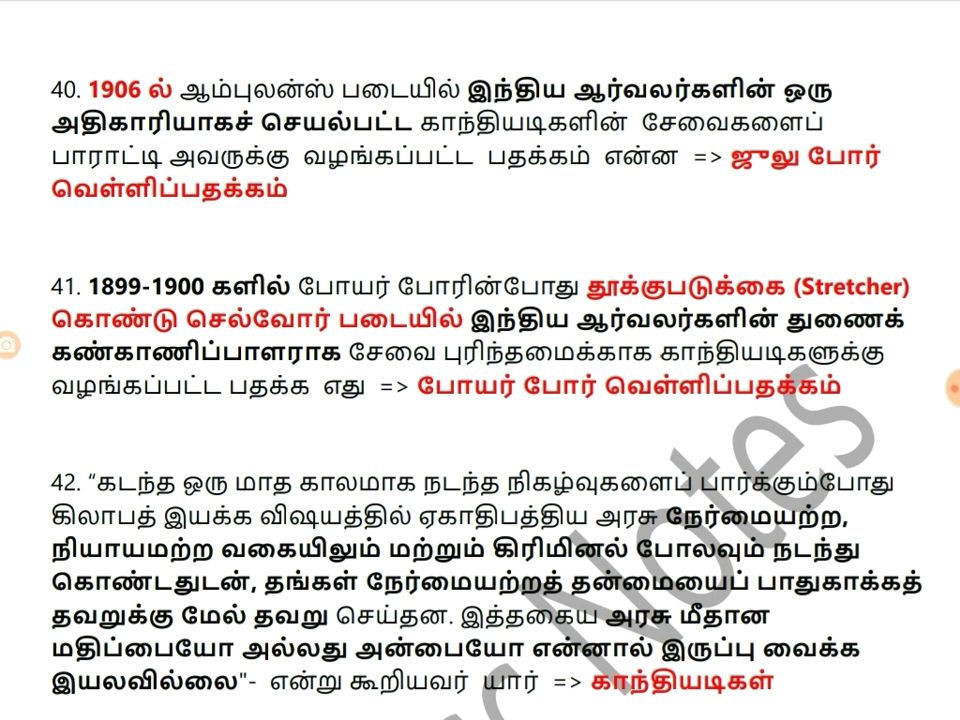 40. 1906 ல் ஆம்புலன்ஸ் படையில் இந்திய ஆர்வலர்களின் ஒரு
அதிகாரியாகச் செயல்பட்ட காந்தியடிகளின் சேவைகளைப்
பாராட்டி அவருக்கு வழங்கப்பட்ட பதக்கம் என்ன => ஜுலு போர்
வெள்ளிப்பதக்கம்
41. 1899-1900 களில் போயர் போரின்போது தூக்குபடுக்கை (Stretcher)
கொண்டு செல்வோர் படையில் இந்திய ஆர்வலர்களின் துணைக்
கண்காணிப்பாளராக சேவை புரிந்தமைக்காக காந்தியடிகளுக்கு
வழங்கப்பட்ட பதக்க எது => போயர் போர் வெள்ளிப்பதக்கம்
42. “கடந்த ஒரு மாத காலமாக நடந்த நிகழ்வுகளைப் பார்க்கும்போது
கிலாபத் இயக்க விஷயத்தில் ஏகாதிபத்திய அரசு நேர்மையற்ற,
நியாயமற்ற வகையிலும் மற்றும் கிரிமினல் போலவும் நடந்து
கொண்டதுடன், தங்கள் நேர்மையற்றத் தன்மையைப் பாதுகாக்கத்
தவறுக்கு மேல் தவறு செய்தன. இத்தகைய அரசு மீதான
மதிப்பையோ அல்லது அன்பையோ என்னால் இருப்பு வைக்க
இயலவில்லை"- என்று கூறியவர் யார் => காந்தியடிகள்
Notes